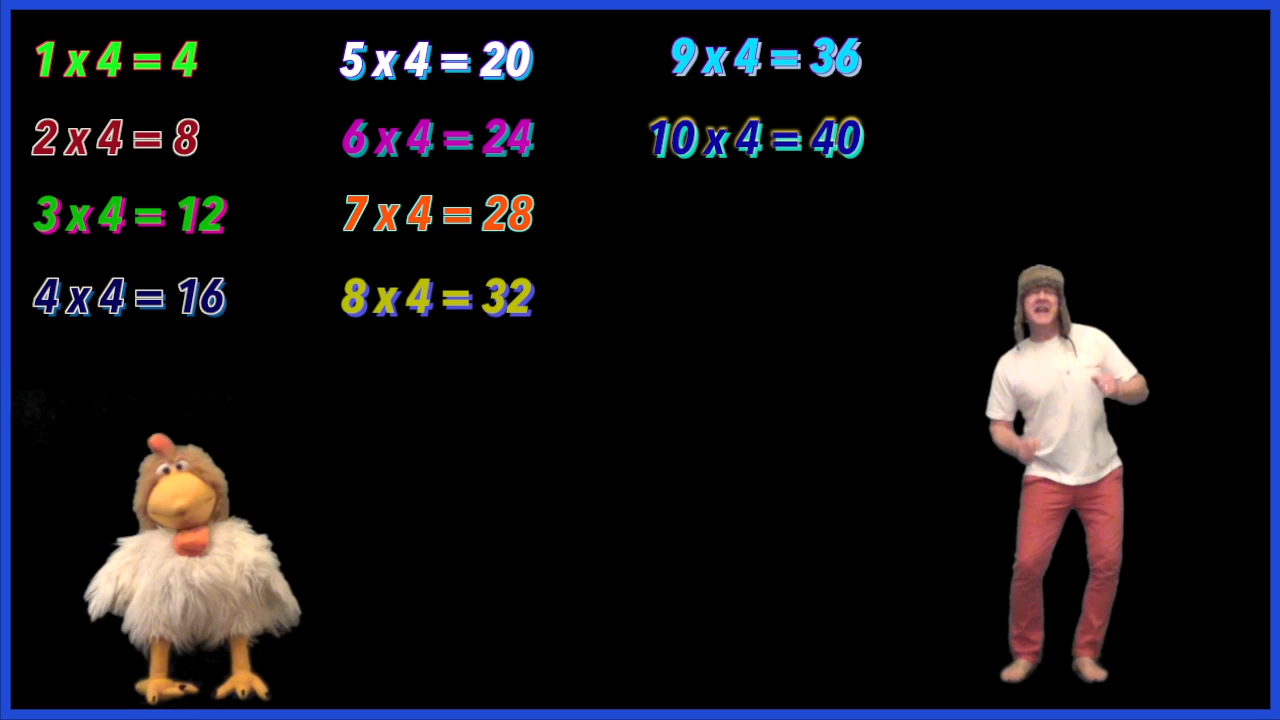 1 x 4 = 4
2 x 4 = 8
3 x 4 = 12
4 x 4 = 16
5 x 4 = 20
6 x 4 = 24
7 x 4 = 28
8 x 4 = 32
9 x 4 = 36
10 x 4 = 40